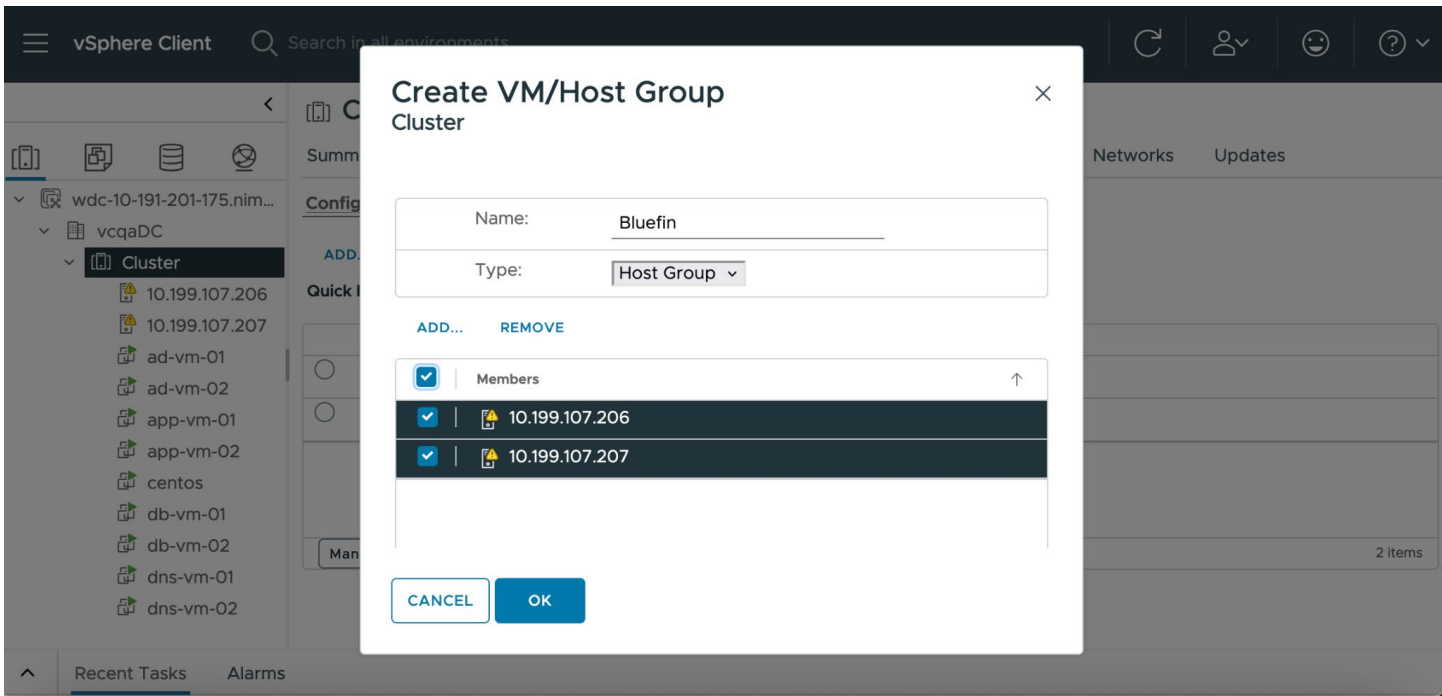 vSphere Client
Search in all environments
Create VM/Host Group
Cluster
C
Summ
Networks
Updates
wdc-10-191-201-175.nim...
vcqaDC
Cluster
10.199.107.206
10.199.107.207
ad-vm-01
ad-vm-02
app-vm-01
app-vm-02
centos
db-vm-01
db-vm-02
dns-vm-01
dns-vm-02
Config
ADD.
Quick
Man
Name: Bluefin
Type: Host Group
ADD... REMOVE
Members
10.199.107.206
10.199.107.207
2 items
CANCEL OK
Recent Tasks Alarms